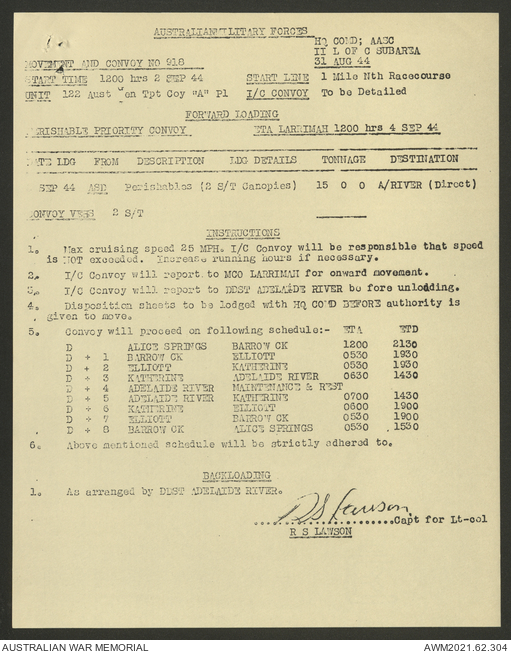 AUSTRALIAN MILITARY FORCES
HQ COMD; AASC
II L OF C SUBAREA
MOVEMENT AND CONVOY NO 918 31 AUG 44
START TIME 1200 hrs 2 SEP 44 START LINE 1 Mile Nth Racecourse
UNIT 122 Aust Gen Tpt Coy "A" Pl I/C CONVOY To be Detailed
FORWARD LOADING
PERISHABLE PRIORITY CONVOY ETA LARRIMAH 1200 hrs 4 SEP 44
DATE LDG FROM DESCRIPTION LDG DETAILS TONNAGE DESTINATION
SEP 44 ASD Perishables (2 S/T Canopies) 15 0 0 A/RIVER (Direct)
CONVOY VEHS 2 S/T
INSTRUCTIONS
1. Max cruising speed 25 MPH. I/C Convoy will be responsible that speed
is NOT exceeded. Increase running hours if necessary.
2. I/C Convoy will report to MCO LARRIMAH for onward movement.
3. I/C Convoy will report to DDST ADELAIDE RIVER be fore unloading.
4. Disposition sheets to be lodged with HQ COMD BEFORE authority is
given to move.
5. Convoy will proceed on following schedule:- ETA ETD
D ALICE SPRINGS BARROW CK 1200 2130
D + 1 BARROW CK ELLIOTT 0530 1930
D + 2 ELLIOTT KATHERINE 0530 1930
D + 3 KATHERINE ADELAIDE RIVER 0630 1430
D + 4 ADELAIDE RIVER MAINTENANCE & REST
D + 5 ADELAIDE RIVER KATHERINE 0700 1430
D + 6 KATHERINE ELLIOTT 0600 1900
D + 7 ELLIOTT BARROW CK 0530 1900
D + 8 BARROW CK ALICE SPRINGS 0530 1530
6. Above mentioned schedule will be strictly adhered to.
BACKLOADING
1. As arranged by DDST ADELAIDE RIVER.
R S Lawson
..............................Capt for Lt-col
R S LAWSON
AUSTRALIAN WAR MEMORIAL AWM2021.62.304